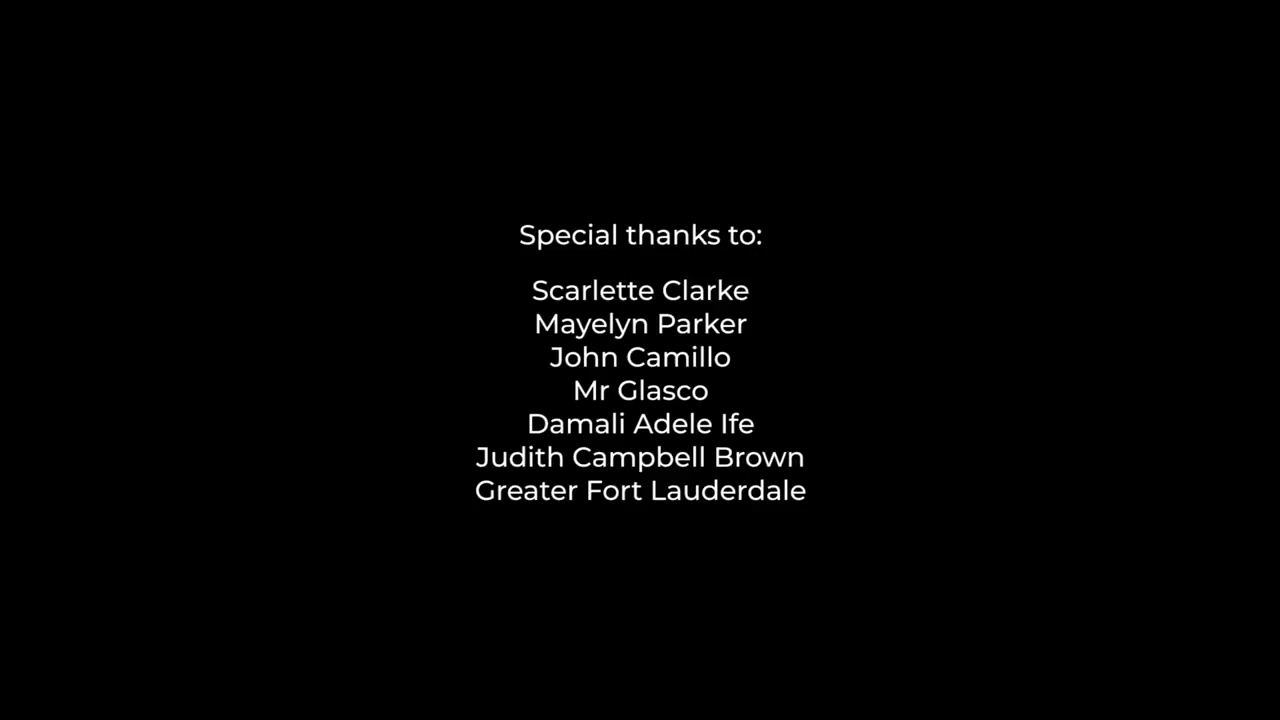 Special thanks to:
Scarlette Clarke
Mayelyn Parker
John Camillo
Mr Glasco
Damali Adele Ife
Judith Campbell Brown
Greater Fort Lauderdale